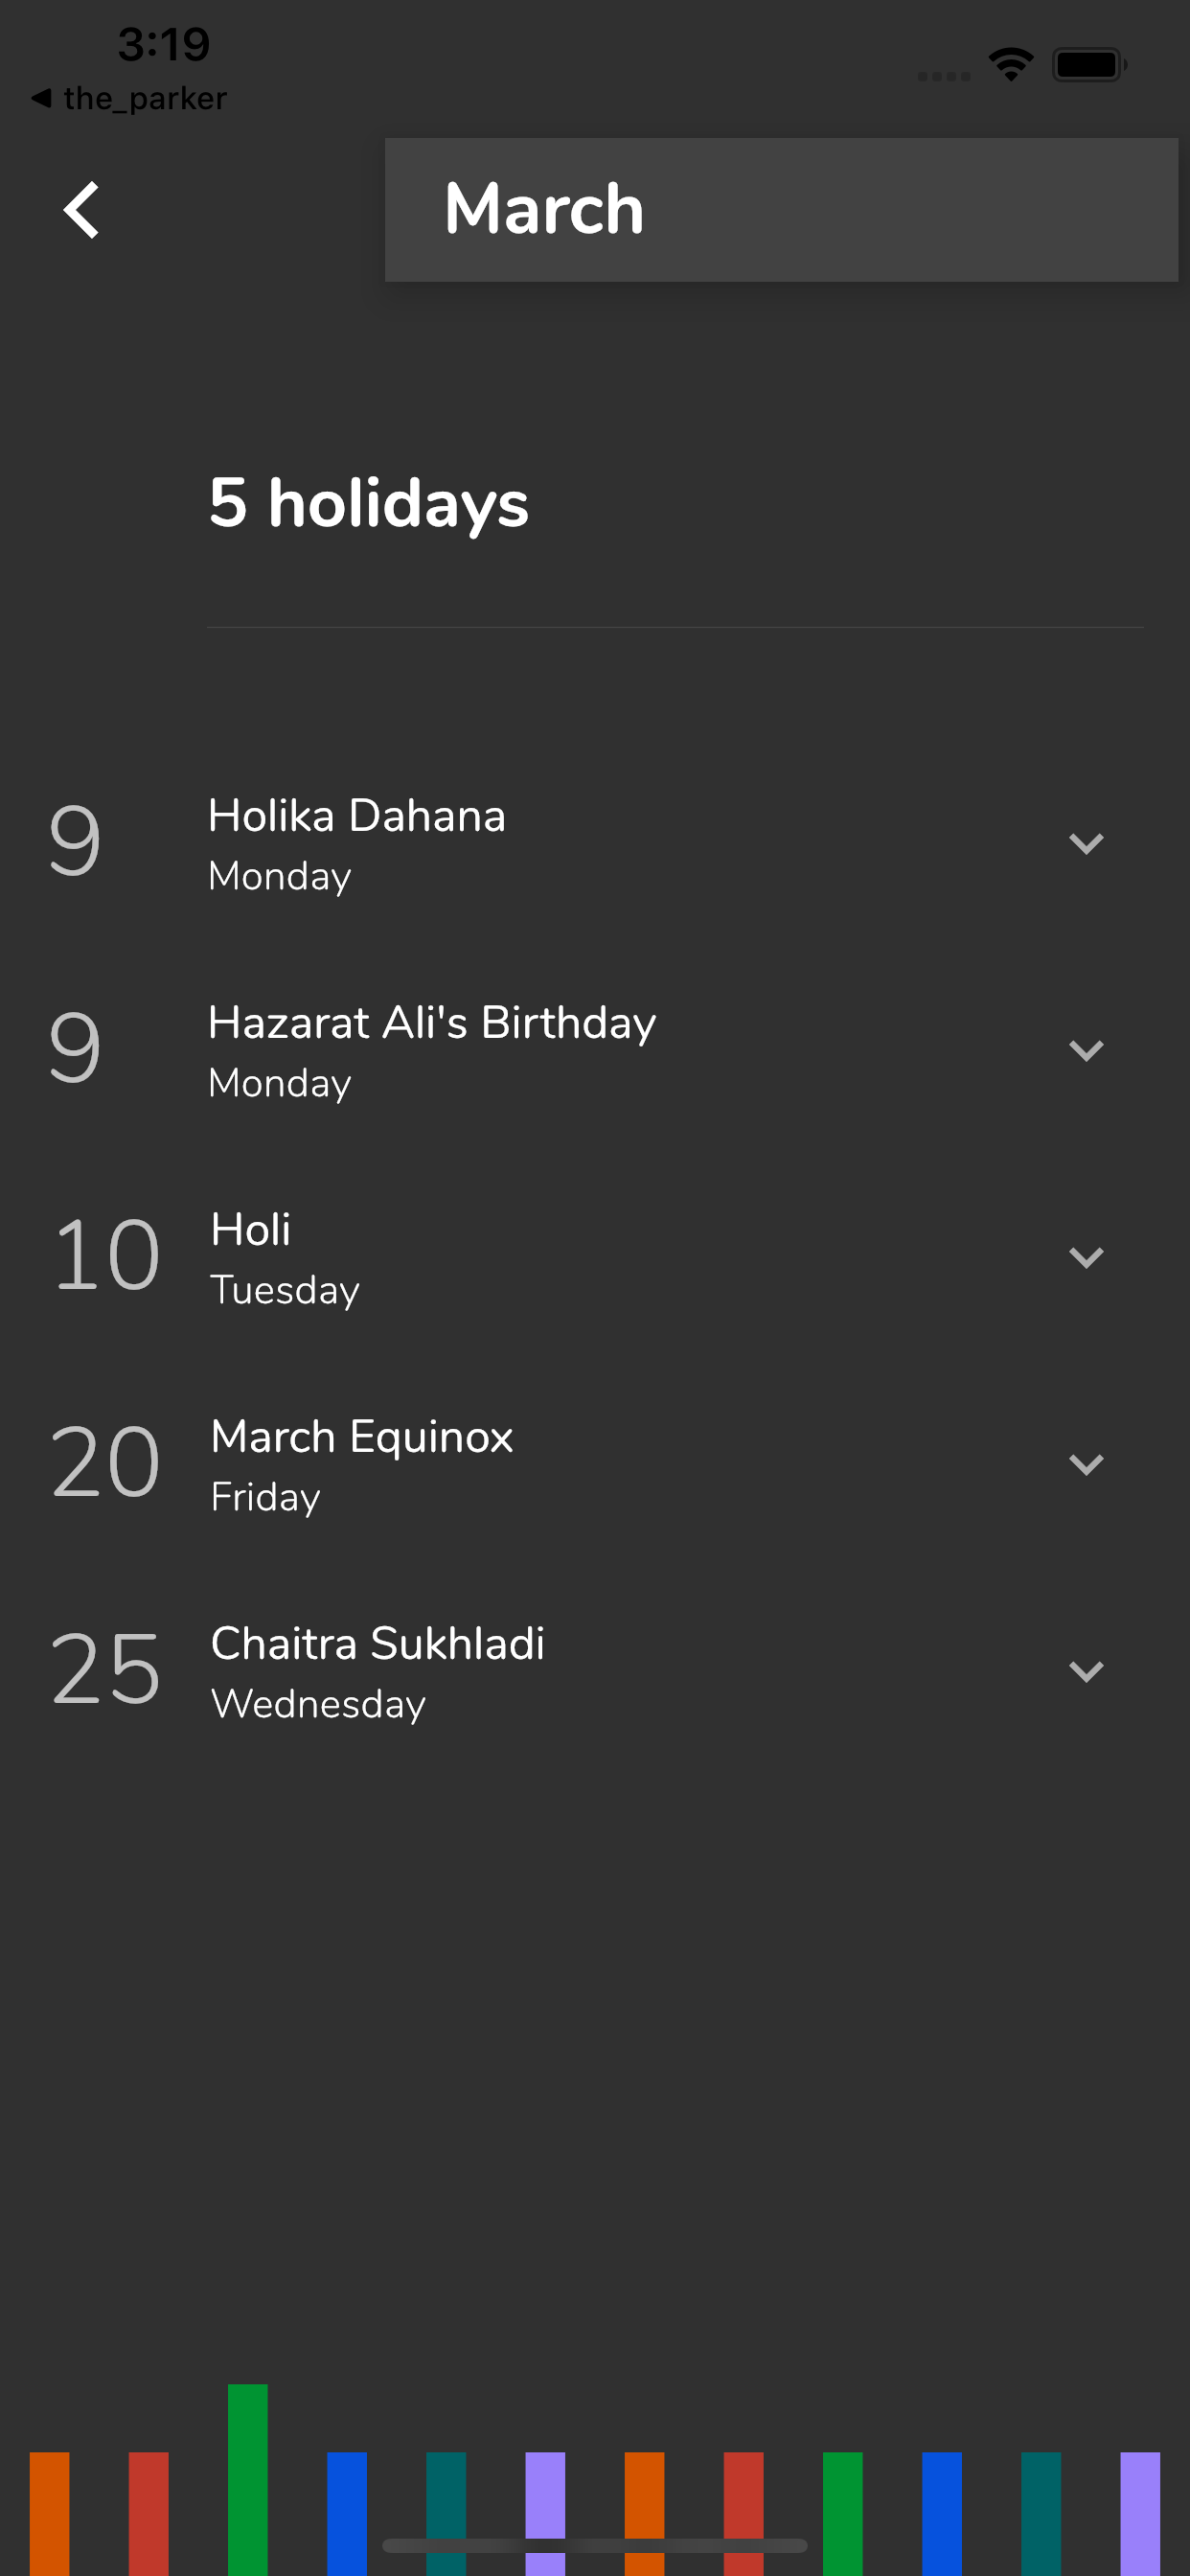 3:19
◀ the_parker
March
5 holidays
9
Holika Dahana
Monday
9
Hazarat Ali's Birthday
Monday
10
Holi
Tuesday
20
March Equinox
Friday
25
Chaitra Sukhladi
Wednesday